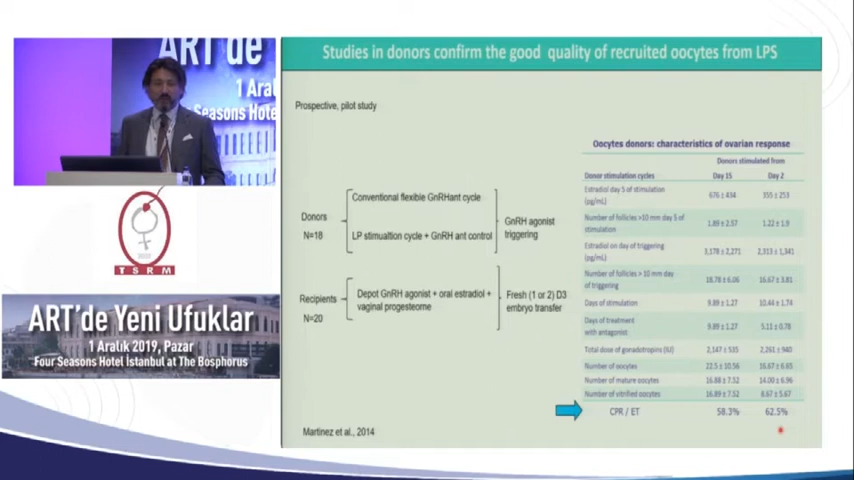 ART'de
1 Aral
Seasons Hotel
TSRM
ART'de Yeni Ufuklar
1 Aralık 2019, Pazar
Four Seasons Hotel İstanbul at The Bosphorus
Studies in donors confirm the good quality of recruited oocytes from LPS
Prospective, pilot study
Donors
N=18
Conventional flexible GnRHant cycle
LP stimualtion cycle + GnRH ant control
GnRH agonist
triggering
Recipients
N=20
Depot GnRH agonist + oral estradiol +
vaginal progesteorne
Fresh (1 or 2) D3
embryo transfer
Martinez et al., 2014
Oocytes donors: characteristics of ovarian response
Donors stimulated from
Donor stimulation cycles Day 15 Day 2
Estradiol day 5 of stimulation
(pg/mL) 676 ± 434 355 ± 253
Number of follicles >10 mm day 5 of
stimulation 1.89 ± 2.57 1.22 ± 1.9
Estradiol on day of triggering
(pg/mL) 3,178 ± 2,271 2,313 ± 1,341
Number of follicles > 10 mm day
of triggering 18.78 ± 6.06 16.67 ± 3.81
Days of stimulation 9.89 ± 1.27 10.44 ± 1.74
Days of treatment
with antagonist 9.89 ± 1.27 5.11 ± 0.78
Total dose of gonadotropins (IU) 2,147 ± 535 2,261 ± 940
Number of oocytes 22.5 ± 10.56 16.67 ± 6.65
Number of mature oocytes 16.88 ± 7.52 14.00 ± 6.96
Number of vitrified oocytes 16.89 ± 7.52 8.67 ± 5.67
CPR / ET 58.3% 62.5%